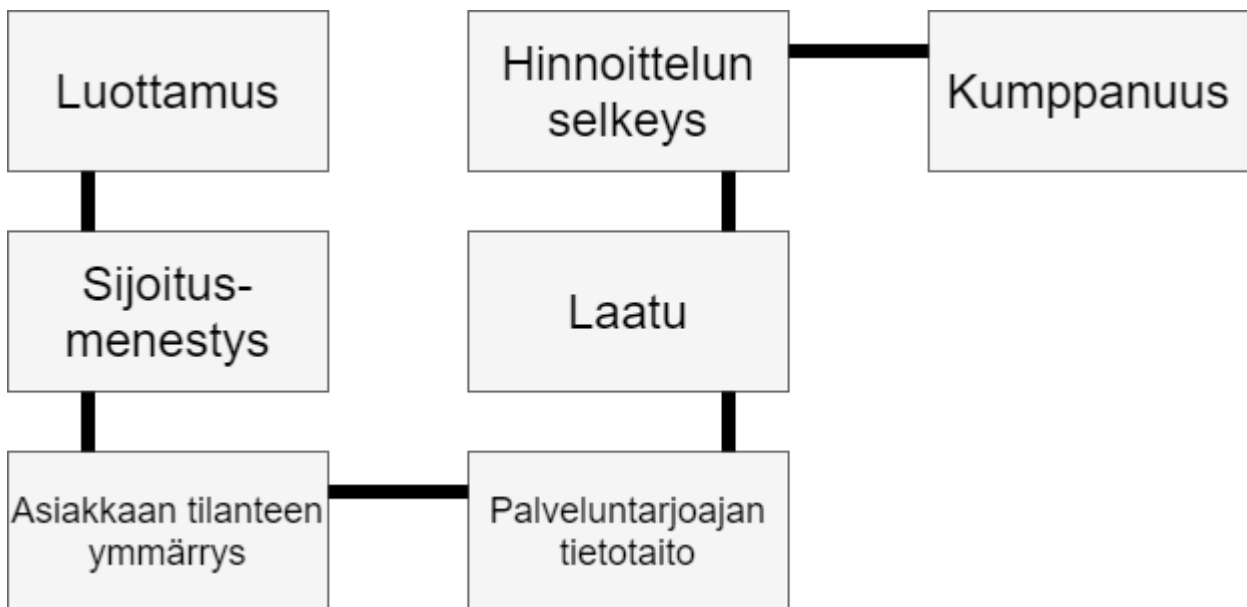 Luottamus
Sijoitus-
menestys
Asiakkaan tilanteen
ymmärrys
Palveluntarjoajan
tietotaito
Laatu
Hinnoittelun
selkeys
Kumppanuus